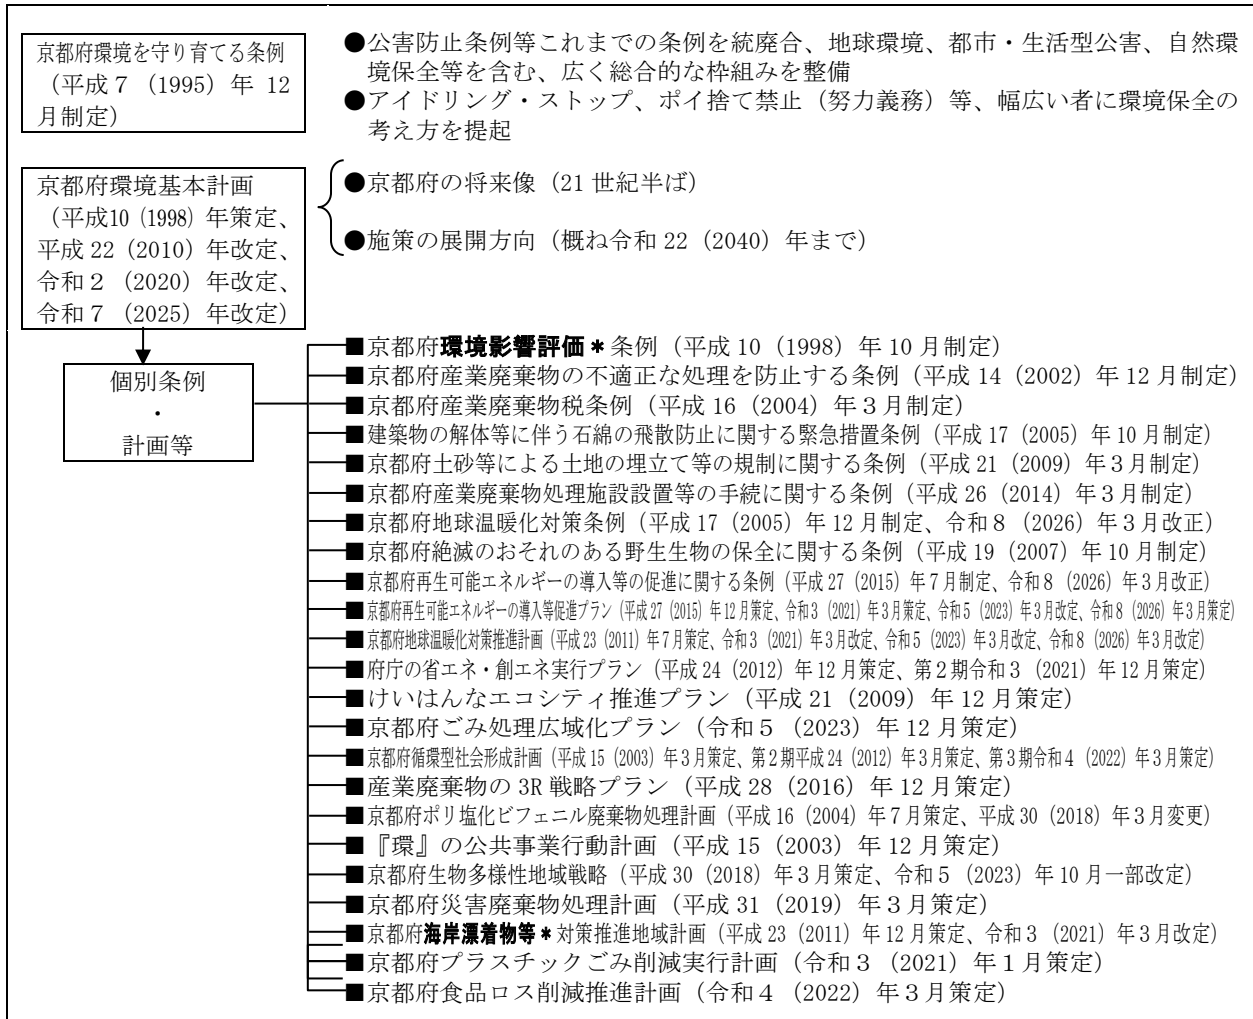 京都府環境を守り育てる条例
（平成７（1995）年 12
月制定）
●公害防止条例等これまでの条例を統廃合、地球環境、都市・生活型公害、自然環
境保全等を含む、広く総合的な枠組みを整備
●アイドリング・ストップ、ポイ捨て禁止（努力義務）等、幅広い者に環境保全の
考え方を提起
京都府環境基本計画
（平成10（1998）年策定、
平成 22（2010）年改定、
令和２（2020）年改定、
令和７（2025）年改定）
●京都府の将来像（21 世紀半ば）
●施策の展開方向（概ね令和 22（2040）年まで）
個別条例
・
計画等
■京都府環境影響評価＊条例（平成 10（1998）年 10 月制定）
■京都府産業廃棄物の不適正な処理を防止する条例（平成 14（2002）年 12 月制定）
■京都府産業廃棄物税条例（平成 16（2004）年３月制定）
■建築物の解体等に伴う石綿の飛散防止に関する緊急措置条例（平成 17（2005）年 10 月制定）
■京都府土砂等による土地の埋立て等の規制に関する条例（平成 21（2009）年３月制定）
■京都府産業廃棄物処理施設設置等の手続に関する条例（平成 26（2014）年３月制定）
■京都府地球温暖化対策条例（平成 17（2005）年 12 月制定、令和８（2026）年３月改正）
■京都府絶滅のおそれのある野生生物の保全に関する条例（平成 19（2007）年 10 月制定）
■京都府再生可能エネルギーの導入等の促進に関する条例（平成 27（2015）年７月制定、令和８（2026）年３月改正）
■京都府再生可能エネルギーの導入等促進プラン（平成 27（2015）年 12 月策定、令和３（2021）年３月策定、令和５（2023）年３月改定、令和８（2026）年３月策定）
■京都府地球温暖化対策推進計画（平成 23（2011）年７月策定、令和３（2021）年３月改定、令和５（2023）年３月改定、令和８（2026）年３月改定）
■府庁の省エネ・創エネ実行プラン（平成 24（2012）年 12 月策定、第２期令和３（2021）年 12 月策定）
■けいはんなエコシティ推進プラン（平成 21（2009）年 12 月策定）
■京都府ごみ処理広域化プラン（令和５（2023）年 12 月策定）
■京都府循環型社会形成計画（平成 15（2003）年３月策定、第２期平成 24（2012）年３月策定、第３期令和４（2022）年３月策定）
■産業廃棄物の 3R 戦略プラン（平成 28（2016）年 12 月策定）
■京都府ポリ塩化ビフェニル廃棄物処理計画（平成 16（2004）年７月策定、平成 30（2018）年３月変更）
■『環』の公共事業行動計画（平成 15（2003）年 12 月策定）
■京都府生物多様性地域戦略（平成 30（2018）年３月策定、令和５（2023）年 10 月一部改定）
■京都府災害廃棄物処理計画（平成 31（2019）年３月策定）
■京都府海岸漂着物等＊対策推進地域計画（平成 23（2011）年 12 月策定、令和３（2021）年３月改定）
■京都府プラスチックごみ削減実行計画（令和３（2021）年１月策定）
■京都府食品ロス削減推進計画（令和４（2022）年３月策定）